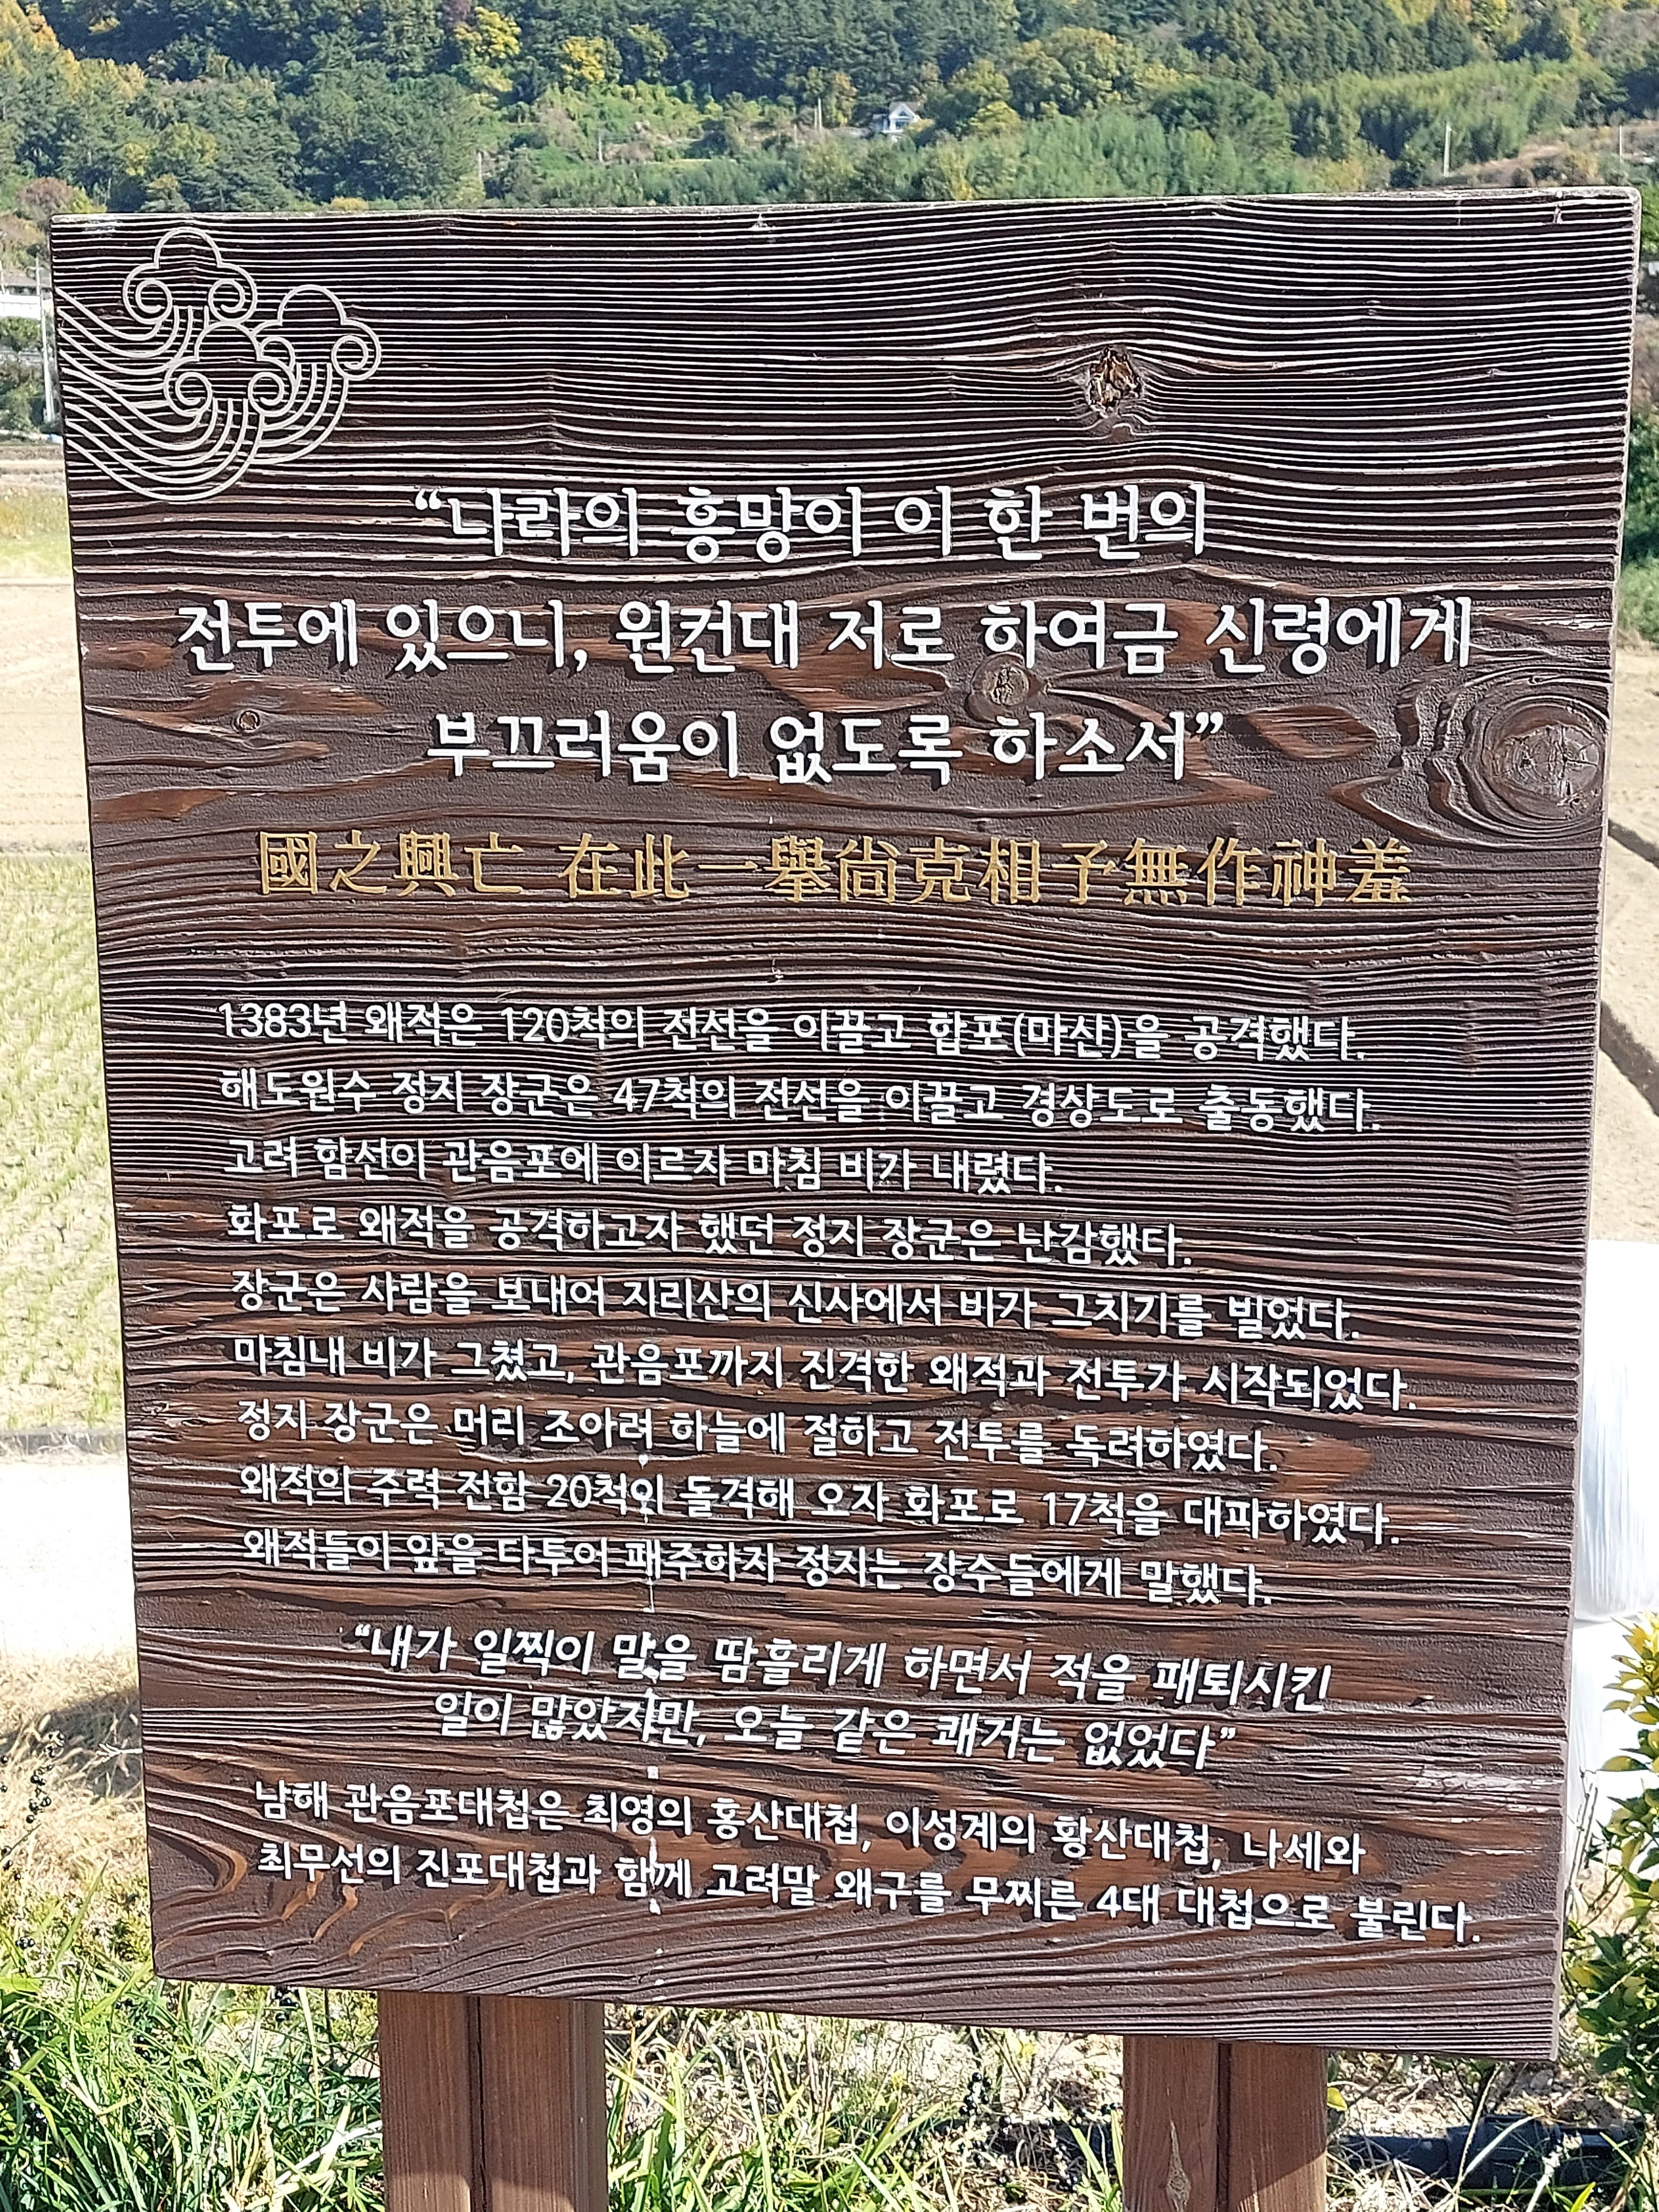 “나라의 흥망이 이 한 번의
전투에 있으니, 원컨대 저로 하여금 신령에게
부끄러움이 없도록 하소서”
國之興亡 在此一擧尙克相予無作神羞
1383년 왜적은 120척의 전선을 이끌고 합포(마산)을 공격했다.
해도원수 정지 장군은 47척의 전선을 이끌고 경상도로 출동했다.
고려 함선이 관음포에 이르자 마침 비가 내렸다.
화포로 왜적을 공격하고자 했던 정지 장군은 난감했다.
장군은 사람을 보내어 지리산의 신사에서 비가 그치기를 빌었다.
마침내 비가 그쳤고, 관음포까지 진격한 왜적과 전투가 시작되었다.
정지 장군은 머리 조아려 하늘에 절하고 전투를 독려하였다.
왜적의 주력 전함 20척이 돌격해 오자 화포로 17척을 대파하였다.
왜적들이 앞을 다투어 패주하자 정지는 장수들에게 말했다.
“내가 일찍이 말을 땀흘리게 하면서 적을 패퇴시킨
일이 많았지만, 오늘 같은 쾌거는 없었다”
남해 관음포대첩은 최영의 홍산대첩, 이성계의 황산대첩, 나세와
최무선의 진포대첩과 함께 고려말 왜구를 무찌른 4대 대첩으로 불린다.